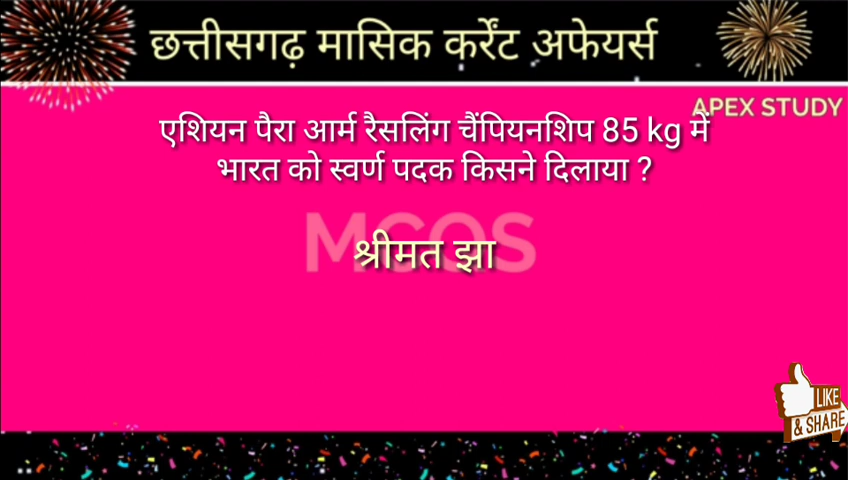 छत्तीसगढ़ मासिक करेंट अफेयर्स
APEX STUDY
एशियन पैरा आर्म रैसलिंग चैंपियनशिप 85 kg में
भारत को स्वर्ण पदक किसने दिलाया ?
MCQS
श्रीमत झा
LIKE
& SHARE